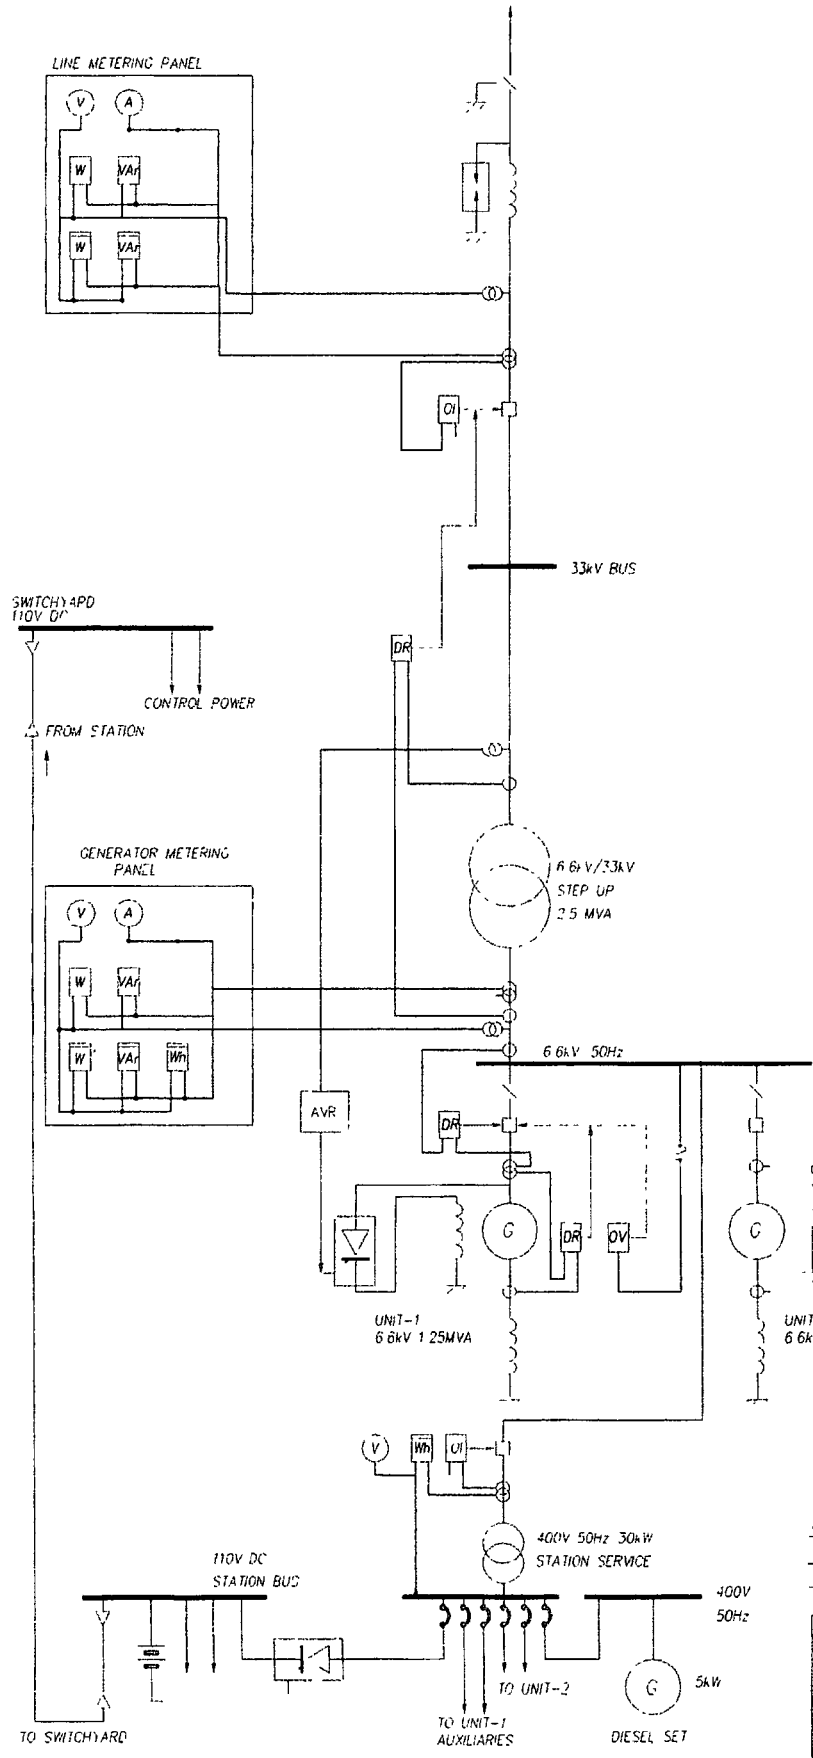 LINE METERING PANEL
V A
W VAr
W VAr
OI
33kV BUS
SWITCHYARD
110V DC
DR
CONTROL POWER
FROM STATION
GENERATOR METERING
PANEL
V A
W VAr
W VAr Wh
6.6kV/33kV
STEP UP
2.5 MVA
6.6kV 50Hz
AVR
DR
G
DR
OV
G
UNIT-1
6.6kV 1.25MVA
UNIT
6.6k
V
Wh
OI
400V 50Hz 30kW
STATION SERVICE
110V DC
STATION BUS
400V
50Hz
TO UNIT-2
G
5kW
TO SWITCHYARD
TO UNIT-1
AUXILIARIES
DIESEL SET